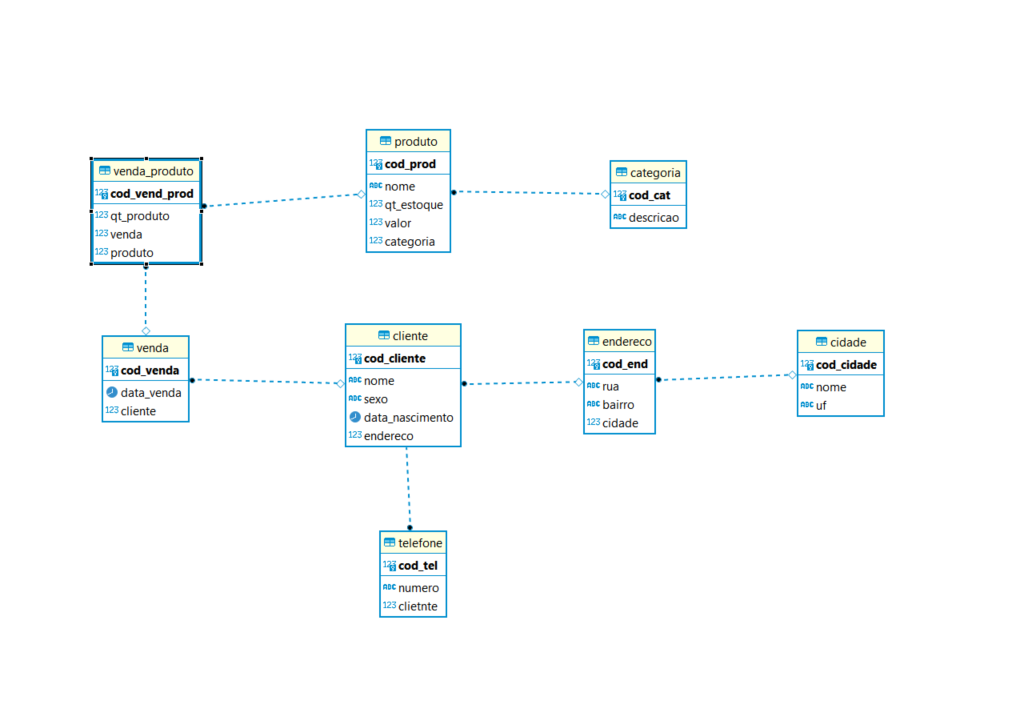 produto
123 cod_prod
ABC nome
123 qt_estoque
123 valor
123 categoria
venda_produto
123 cod_vend_prod
123 qt_produto
123 venda
123 produto
categoria
123 cod_cat
ABC descricao
venda
123 cod_venda
data_venda
123 cliente
cliente
123 cod_cliente
ABC nome
ABC sexo
data_nascimento
123 endereco
endereco
123 cod_end
ABC rua
ABC bairro
123 cidade
cidade
123 cod_cidade
ABC nome
ABC uf
telefone
123 cod_tel
ABC numero
123 clietnte